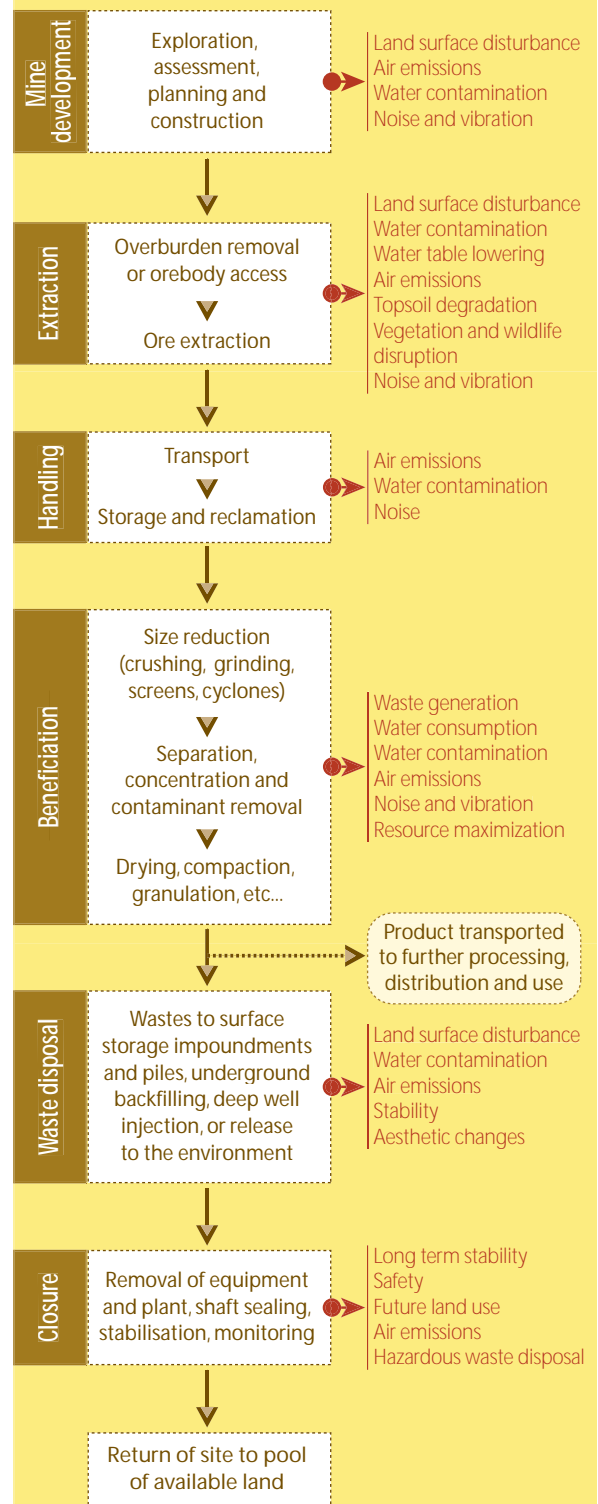 Mine
development
Exploration,
assessment,
planning and
construction
Land surface disturbance
Air emissions
Water contamination
Noise and vibration
Extraction
Overburden removal
or orebody access
Ore extraction
Land surface disturbance
Water contamination
Water table lowering
Air emissions
Topsoil degradation
Vegetation and wildlife
disruption
Noise and vibration
Handling
Transport
Storage and reclamation
Air emissions
Water contamination
Noise
Beneficiation
Size reduction
(crushing, grinding,
screens, cyclones)
Separation,
concentration and
contaminant removal
Drying, compaction,
granulation, etc...
Waste generation
Water consumption
Water contamination
Air emissions
Noise and vibration
Resource maximization
Product transported
to further processing,
distribution and use
Waste disposal
Wastes to surface
storage impoundments
and piles, underground
backfilling, deep well
injection, or release
to the environment
Land surface disturbance
Water contamination
Air emissions
Stability
Aesthetic changes
Closure
Removal of equipment
and plant, shaft sealing,
stabilisation, monitoring
Long term stability
Safety
Future land use
Air emissions
Hazardous waste disposal
Return of site to pool
of available land